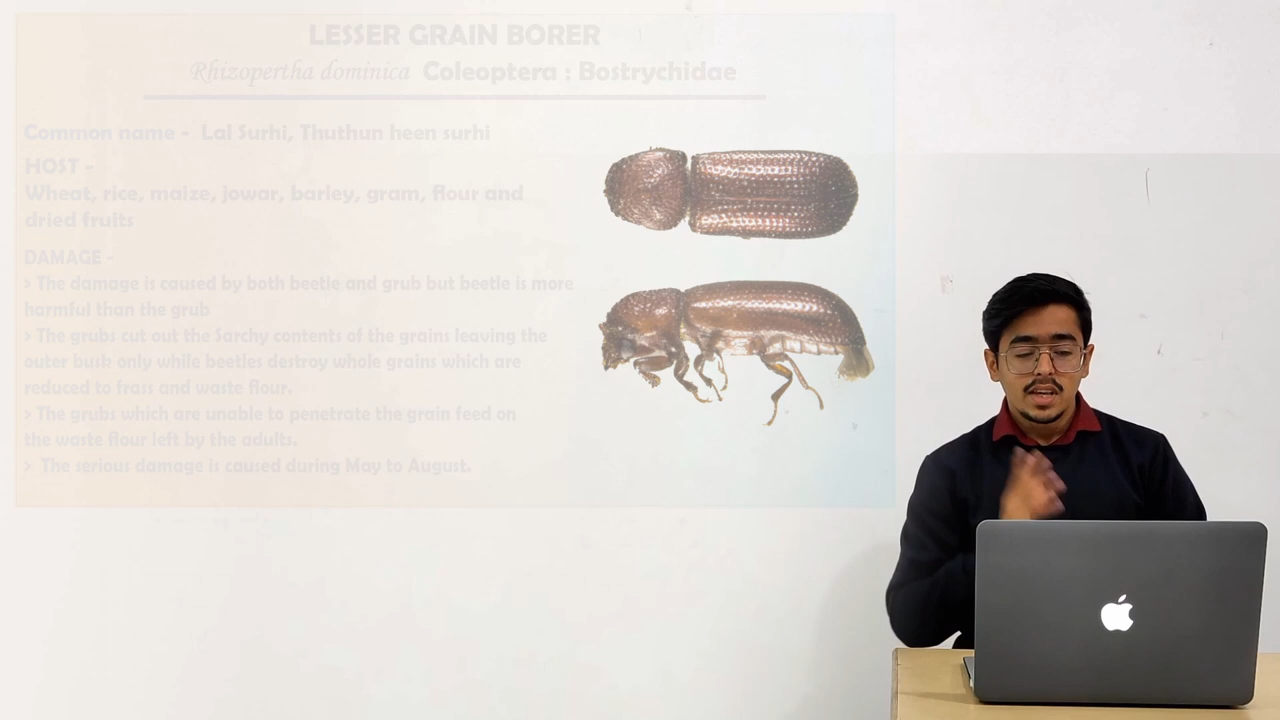 LESSER GRAIN BORER
Rhizopertha dominica Coleoptera : Bostrychidae
Common name - Lal Surhi, Thuthun heen surhi
HOST -
Wheat, rice, maize, jowar, barley, gram, flour and
dried fruits
DAMAGE -
> The damage is caused by both beetle and grub but beetle is more
harmful than the grub
> The grubs cut out the Sarchy contents of the grains leaving the
outer busk only while beetles destroy whole grains which are
reduced to frass and waste flour.
> The grubs which are unable to penetrate the grain feed on
the waste flour left by the adults.
> The serious damage is caused during May to August.